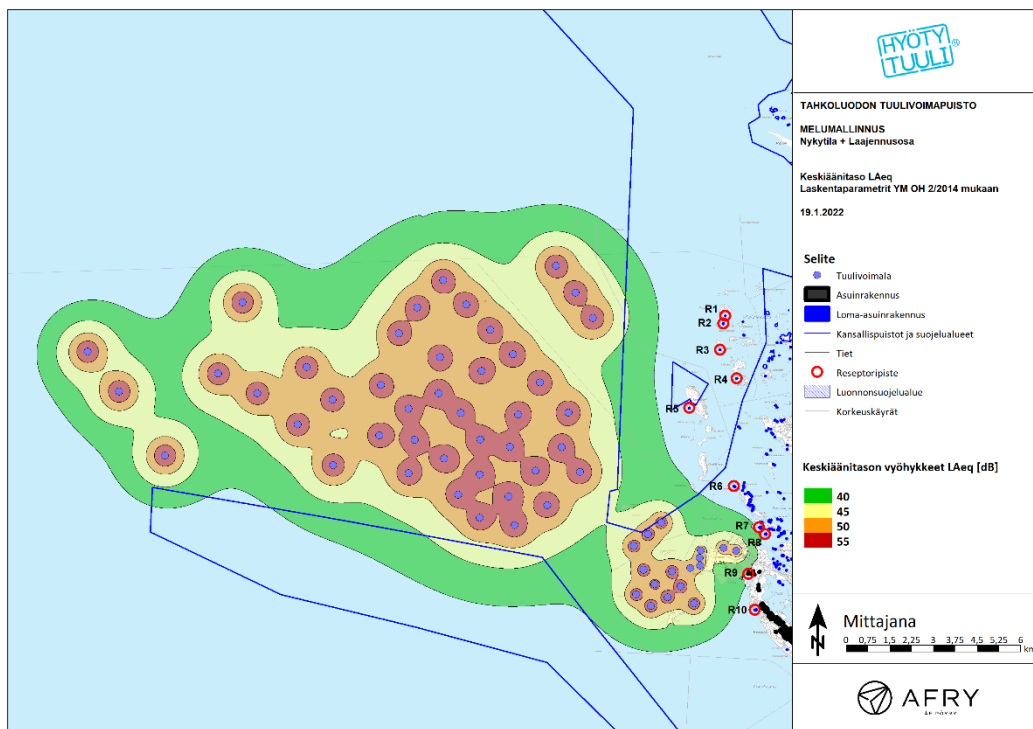 HYÖTY
TUULI®
TAHKOLUODON TUULIVOIMAPUISTO
MELUMALLINNUS
Nykytila + Laajennusosa
Keskiäänitaso LAeq
Laskentaparametrit YM OH 2/2014 mukaan
19.1.2022
Selite
Tuulivoimala
Asuinrakennus
Loma-asuinrakennus
Kansallispuistot ja suojelualueet
Tiet
Reseptoripiste
Luonnonsuojelualue
Korkeuskäyrät
Keskiäänitason vyöhykkeet LAeq [dB]
40
45
50
55
N
Mittajana
0 0,75 1,5 2,25 3 3,75 4,5 5,25 6
km
AFRY
ÅF PÖYRY
R1
R2
R3
R4
R5
R6
R7
R8
R9
R10